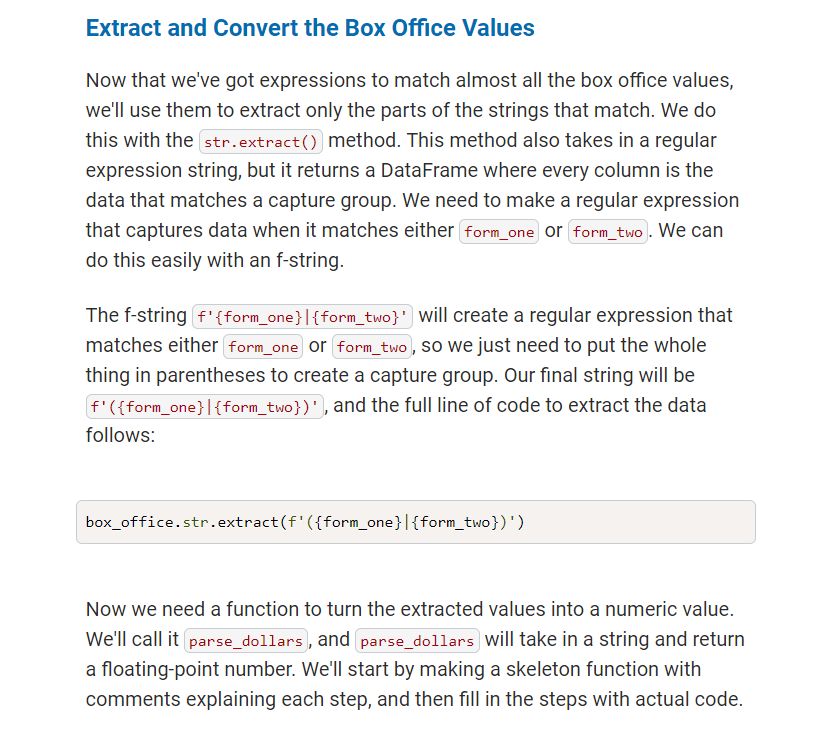 Extract and Convert the Box Office Values
Now that we've got expressions to match almost all the box office values,
we'll use them to extract only the parts of the strings that match. We do
this with the str.extract() method. This method also takes in a regular
expression string, but it returns a DataFrame where every column is the
data that matches a capture group. We need to make a regular expression
that captures data when it matches either form_one or form_two. We can
do this easily with an f-string.
The f-string f'{form_one}|{form_two}' will create a regular expression that
matches either form_one or form_two, so we just need to put the whole
thing in parentheses to create a capture group. Our final string will be
f'({form_one}|{form_two})', and the full line of code to extract the data
follows:
box_office.str.extract(f'({form_one}|{form_two})')
Now we need a function to turn the extracted values into a numeric value.
We'll call it parse_dollars, and parse_dollars will take in a string and return
a floating-point number. We'll start by making a skeleton function with
comments explaining each step, and then fill in the steps with actual code.